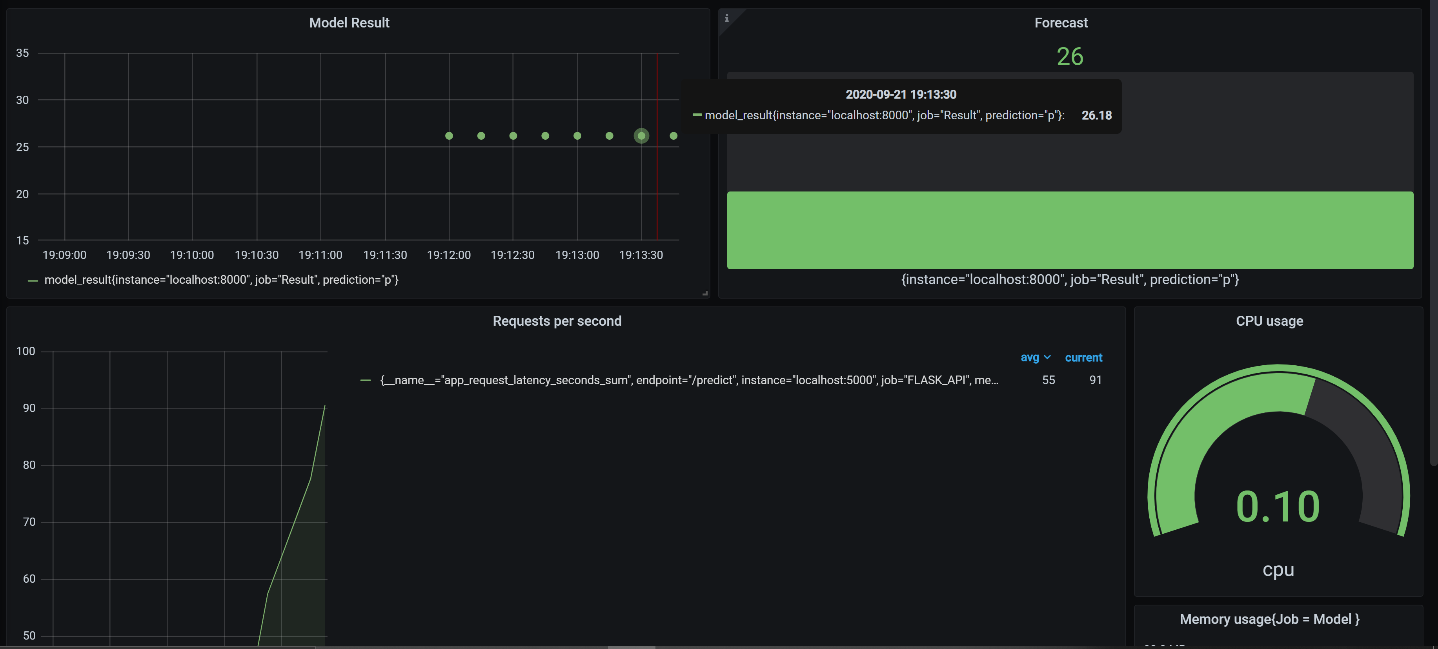 Model Result
35
30
25
20
15
19:09:00 19:09:30 19:10:00 19:10:30 19:11:00 19:11:30 19:12:00 19:12:30 19:13:00 19:13:30
model_result{instance="localhost:8000", job="Result", prediction="p"}
i
Forecast
26
2020-09-21 19:13:30
model_result{instance="localhost:8000", job="Result", prediction="p"}: 26.18
{instance="localhost:8000", job="Result", prediction="p"}
Requests per second
100
90
80
70
60
50
avg current
{__name__="app_request_latency_seconds_sum", endpoint="/predict", instance="localhost:5000", job="FLASK_API", me... 55 91
CPU usage
0.10
cpu
Memory usage{Job = Model }